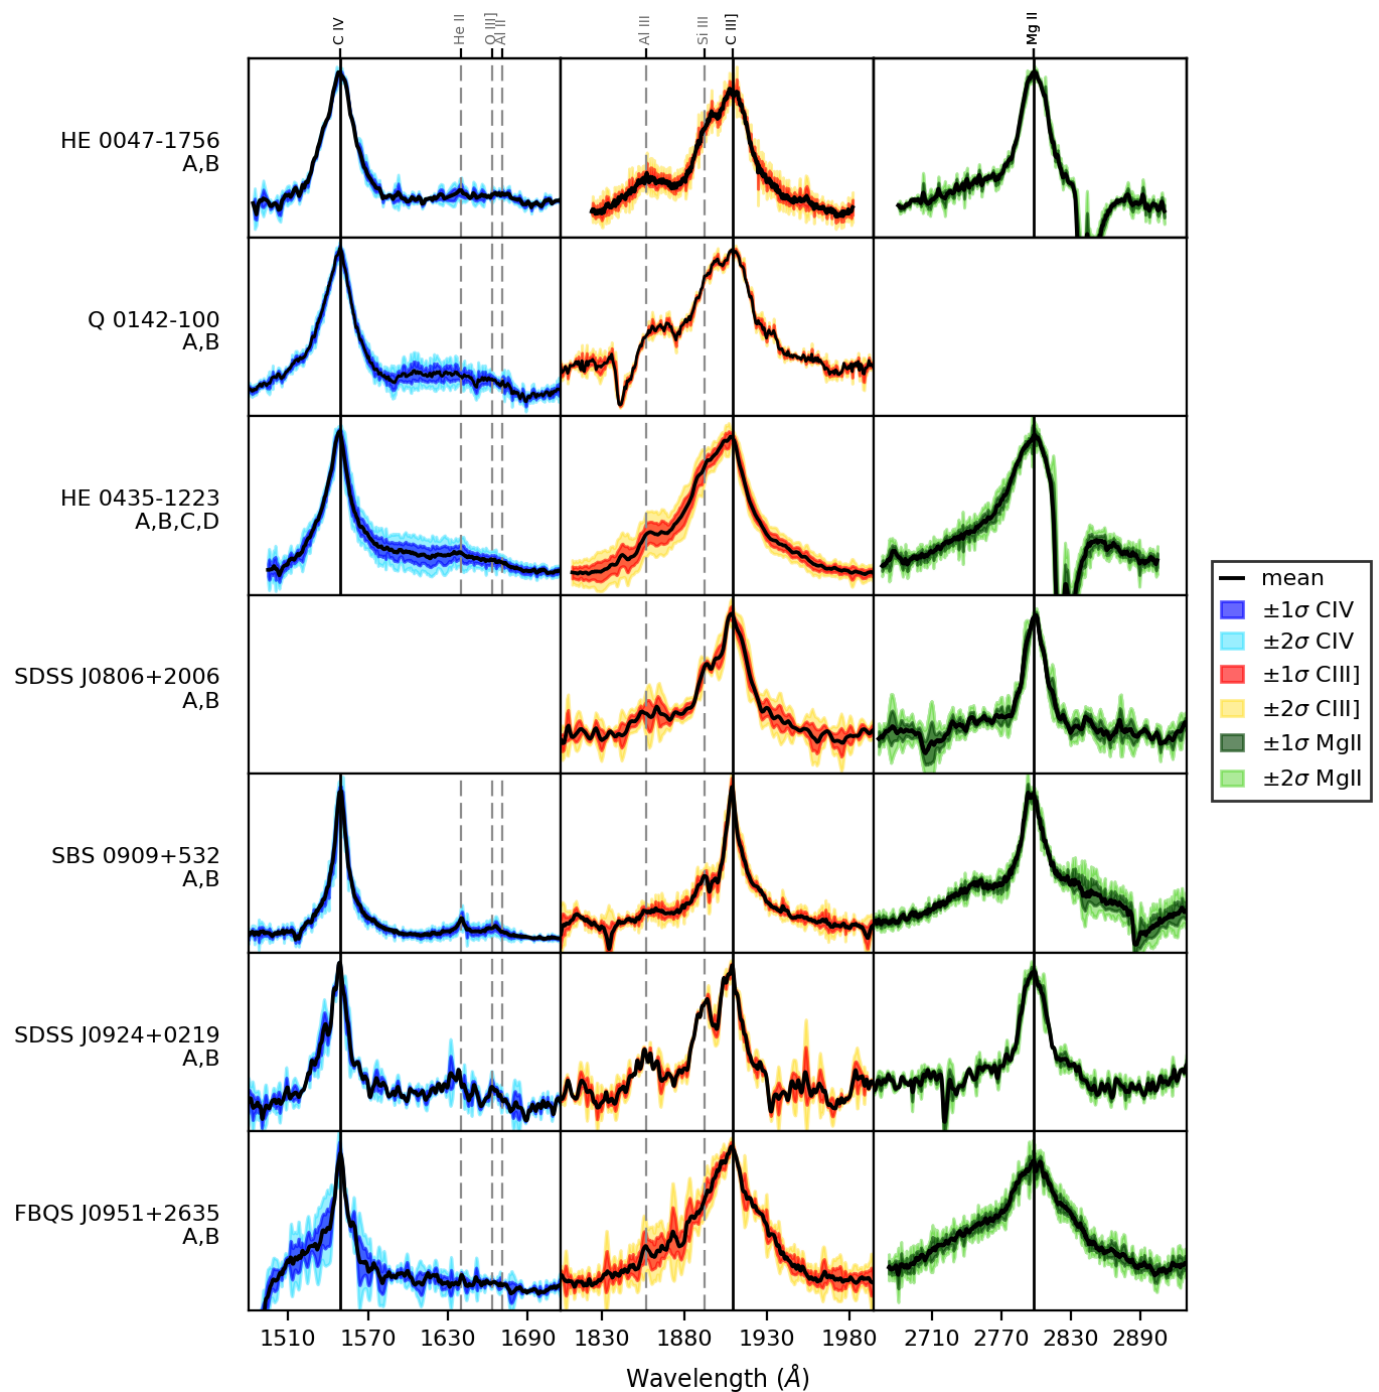 C IV He II O III] Al II Al III Si III C III] Mg II
HE 0047-1756
A,B
Q 0142-100
A,B
HE 0435-1223
A,B,C,D
SDSS J0806+2006
A,B
SBS 0909+532
A,B
SDSS J0924+0219
A,B
FBQS J0951+2635
A,B
mean
±1σ CIV
±2σ CIV
±1σ CIII]
±2σ CIII]
±1σ MgII
±2σ MgII
1510 1570 1630 1690 1830 1880 1930 1980 2710 2770 2830 2890
Wavelength (Å)